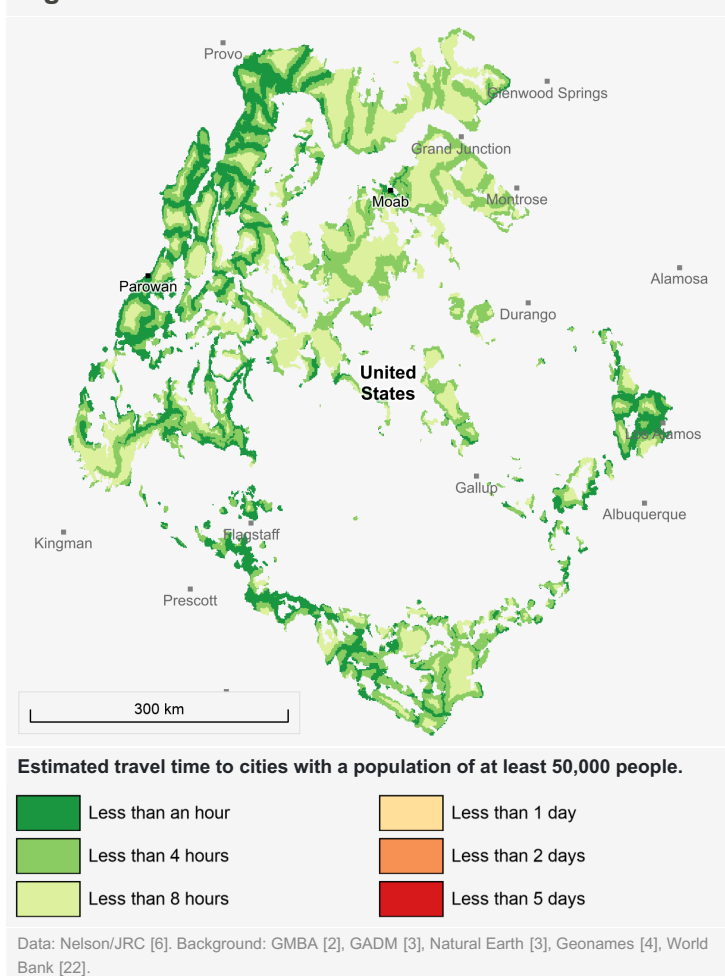 Provo
Glenwood Springs
Grand Junction
Moab
Montrose
Parowan
Alamosa
Durango
United
States
Los Alamos
Gallup
Albuquerque
Kingman
Flagstaff
Prescott
300 km
Estimated travel time to cities with a population of at least 50,000 people.
Less than an hour
Less than 1 day
Less than 4 hours
Less than 2 days
Less than 8 hours
Less than 5 days
Data: Nelson/JRC [6]. Background: GMBA [2], GADM [3], Natural Earth [3], Geonames [4], World
Bank [22].